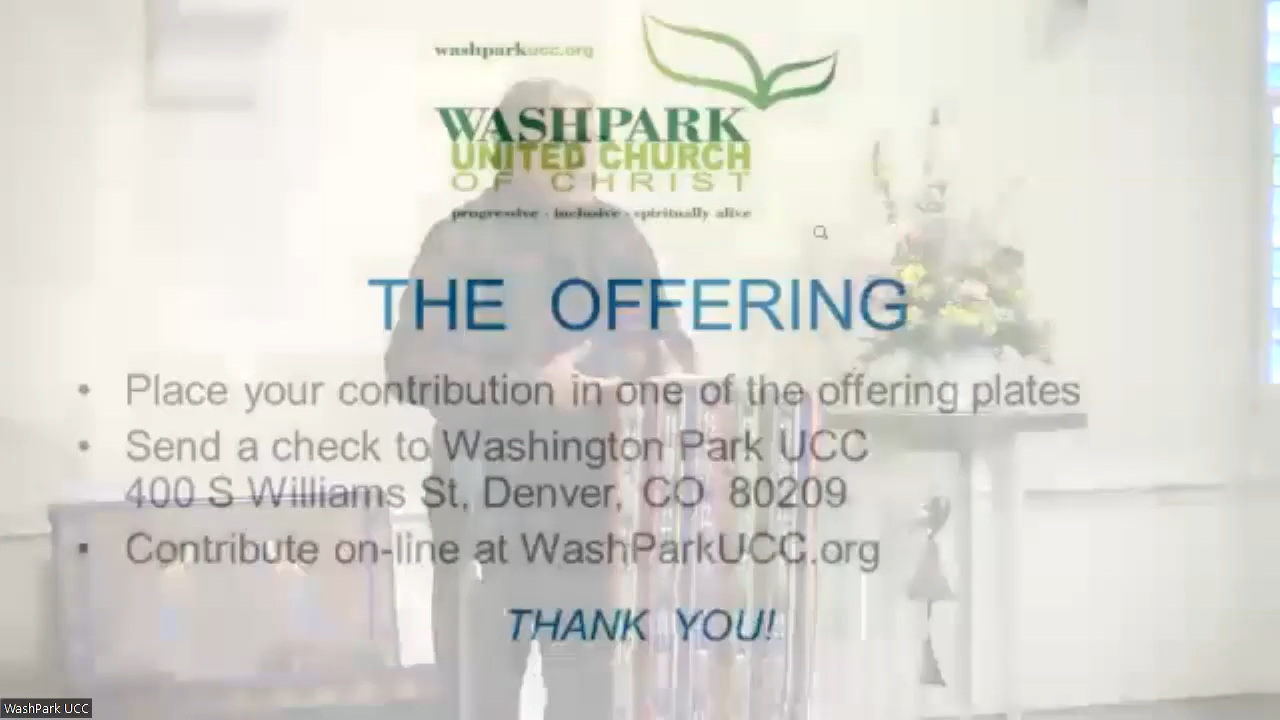 washparkucc.org
WASHPARK
UNITED CHURCH
OF CHRIST
progressive - inclusive - spiritually alive
THE OFFERING
• Place your contribution in one of the offering plates
• Send a check to Washington Park UCC
400 S Williams St, Denver, CO 80209
▪ Contribute on-line at WashParkUCC.org
THANK YOU!
WashPark UCC